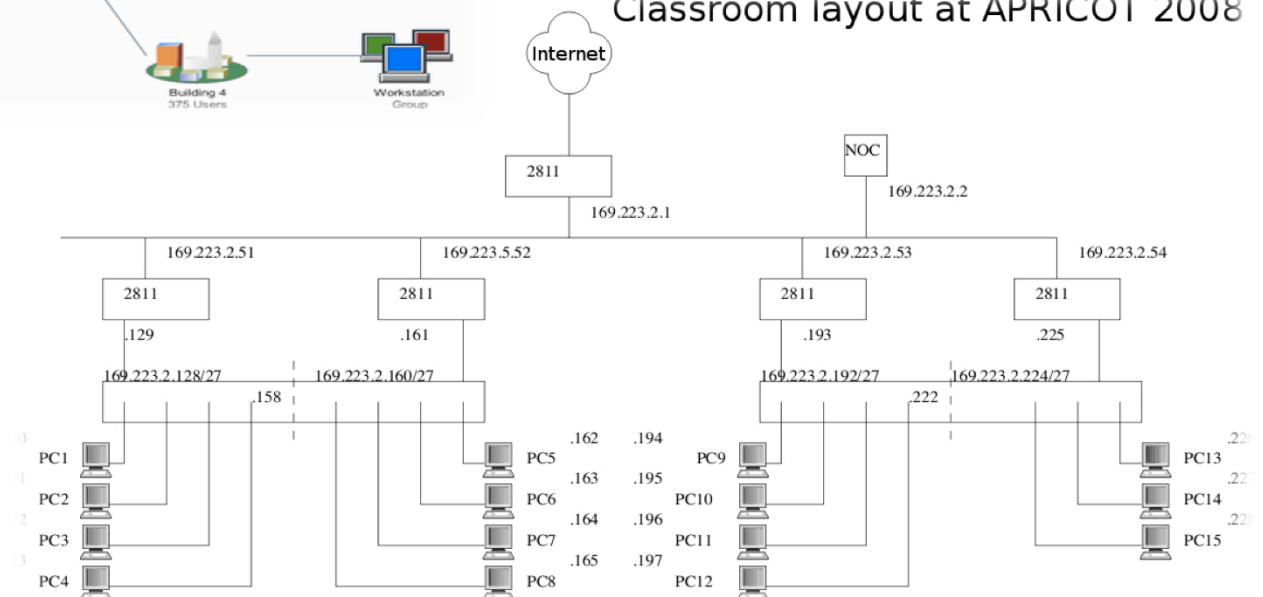 Classroom layout at APRICOT 2008
Internet
Building 4
375 Users
Workstation
Group
2811
NOC
169.223.2.2
169.223.2.1
169.223.2.51
169.223.5.52
169.223.2.53
169.223.2.54
2811
2811
2811
2811
.129
.161
.193
.225
169.223.2.128/27
169.223.2.160/27
169.223.2.192/27
169.223.2.224/27
.158
.222
PC1
PC5
.162
.194
PC9
PC13
PC2
PC6
.163
.195
PC10
PC14
PC3
PC7
.164
.196
PC11
PC15
PC4
PC8
.165
.197
PC12